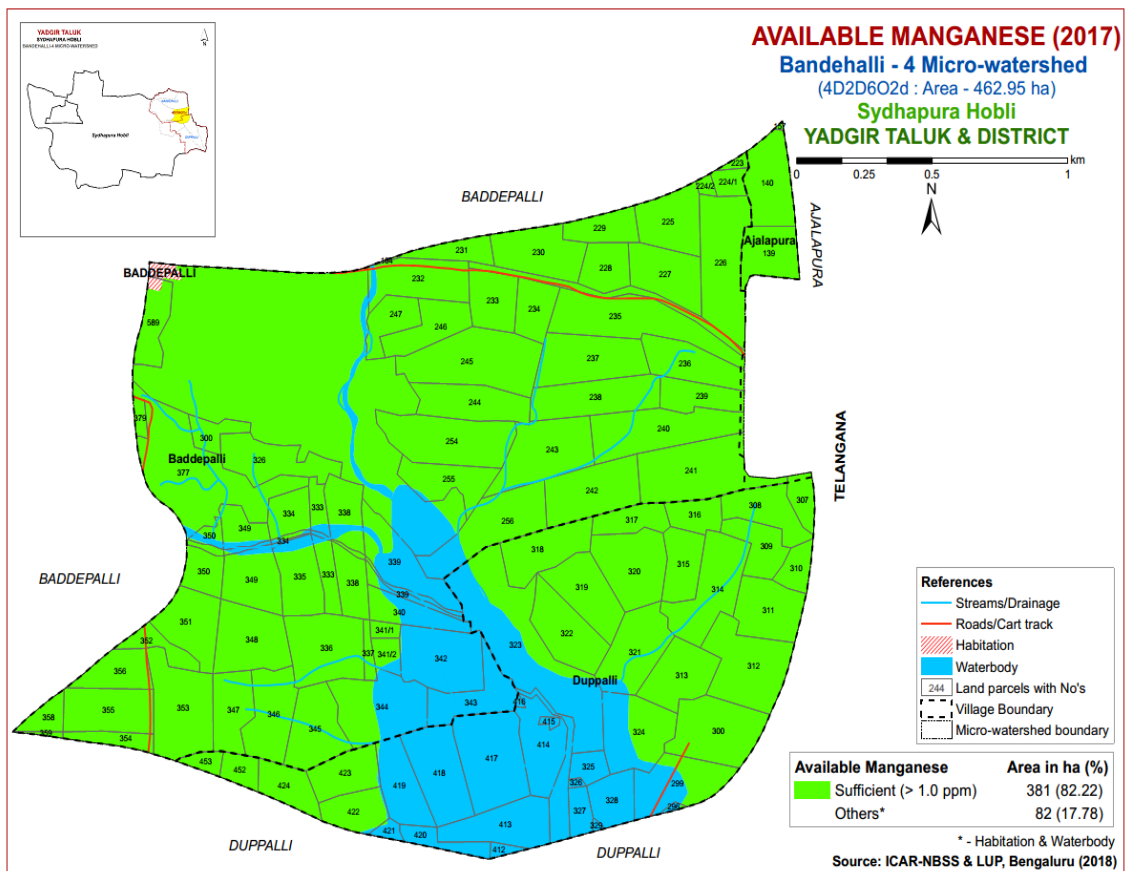 YADGIR TALUK
SYDHAPURA HOBLI
BANDEHALLI-4 MICRO-WATERSHED
N
Sydhapura Hobli
AVAILABLE MANGANESE (2017)
Bandehalli - 4 Micro-watershed
(4D2D6O2d : Area - 462.95 ha)
Sydhapura Hobli
YADGIR TALUK & DISTRICT
km
0 0.25 0.5 1
N
BADDEPALLI
AJALAPURA
223
224/2 224/1 140
229 225
231 230 226 Ajalapura
139
228 227
BADDEPALLI
232
589
247 246 233 234 235
245 237 236
244 238 239
379
300 254 243 240
Baddepalli
326
377
255 242 241
TELANGANA
334 333 338
349
350 334
256 317 316 308 307
318 309
339
350 349 335 333 338 320 315 310
339 319 314
BADDEPALLI
340 311
351 341/1 322
352 348 336 337 341/2 342 323 321 312
356 313
Duppalli
358 355 353 347 346 344 343 416
359 354 345 415 324 300
414
453 452 423 417
424 419 418 325
326 299
422 328
327 296
421 420 413 329
412
DUPPALLI
DUPPALLI
References
Streams/Drainage
Roads/Cart track
Habitation
Waterbody
244 Land parcels with No's
Village Boundary
Micro-watershed boundary
Available Manganese Area in ha (%)
Sufficient (> 1.0 ppm) 381 (82.22)
Others* 82 (17.78)
* - Habitation & Waterbody
Source: ICAR-NBSS & LUP, Bengaluru (2018)